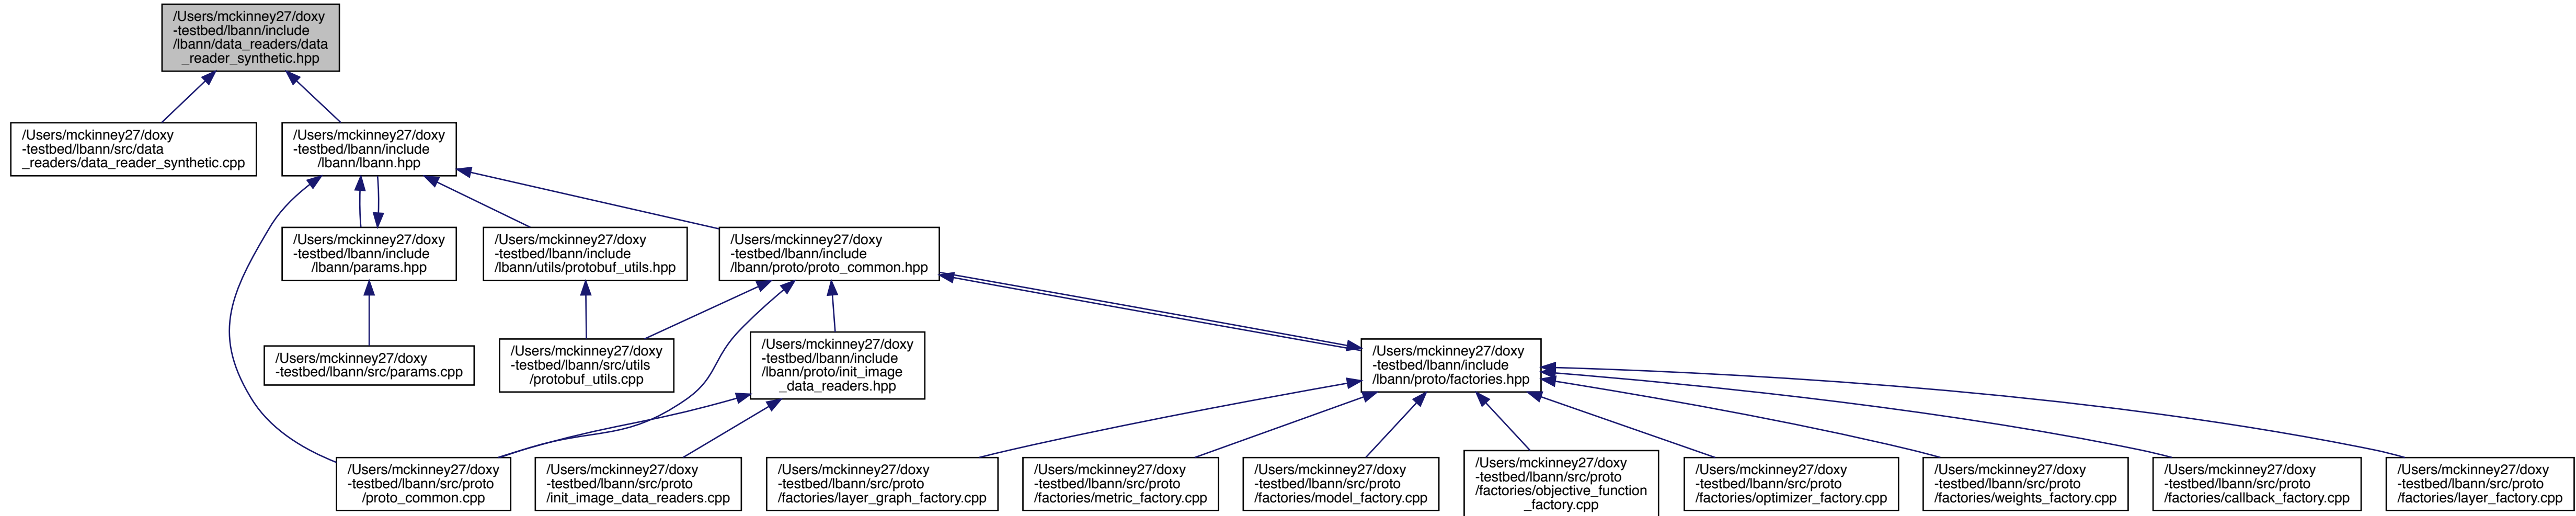 /Users/mckinney27/doxy
-testbed/lbann/include
/lbann/data_readers/data
_reader_synthetic.hpp
/Users/mckinney27/doxy
-testbed/lbann/src/data
_readers/data_reader_synthetic.cpp
/Users/mckinney27/doxy
-testbed/lbann/include
/lbann/lbann.hpp
/Users/mckinney27/doxy
-testbed/lbann/include
/lbann/params.hpp
/Users/mckinney27/doxy
-testbed/lbann/include
/lbann/utils/protobuf_utils.hpp
/Users/mckinney27/doxy
-testbed/lbann/include
/lbann/proto/proto_common.hpp
/Users/mckinney27/doxy
-testbed/lbann/src/params.cpp
/Users/mckinney27/doxy
-testbed/lbann/src/utils
/protobuf_utils.cpp
/Users/mckinney27/doxy
-testbed/lbann/include
/lbann/proto/init_image
_data_readers.hpp
/Users/mckinney27/doxy
-testbed/lbann/include
/lbann/proto/factories.hpp
/Users/mckinney27/doxy
-testbed/lbann/src/proto
/proto_common.cpp
/Users/mckinney27/doxy
-testbed/lbann/src/proto
/init_image_data_readers.cpp
/Users/mckinney27/doxy
-testbed/lbann/src/proto
/factories/layer_graph_factory.cpp
/Users/mckinney27/doxy
-testbed/lbann/src/proto
/factories/metric_factory.cpp
/Users/mckinney27/doxy
-testbed/lbann/src/proto
/factories/model_factory.cpp
/Users/mckinney27/doxy
-testbed/lbann/src/proto
/factories/objective_function
_factory.cpp
/Users/mckinney27/doxy
-testbed/lbann/src/proto
/factories/optimizer_factory.cpp
/Users/mckinney27/doxy
-testbed/lbann/src/proto
/factories/weights_factory.cpp
/Users/mckinney27/doxy
-testbed/lbann/src/proto
/factories/callback_factory.cpp
/Users/mckinney27/doxy
-testbed/lbann/src/proto
/factories/layer_factory.cpp